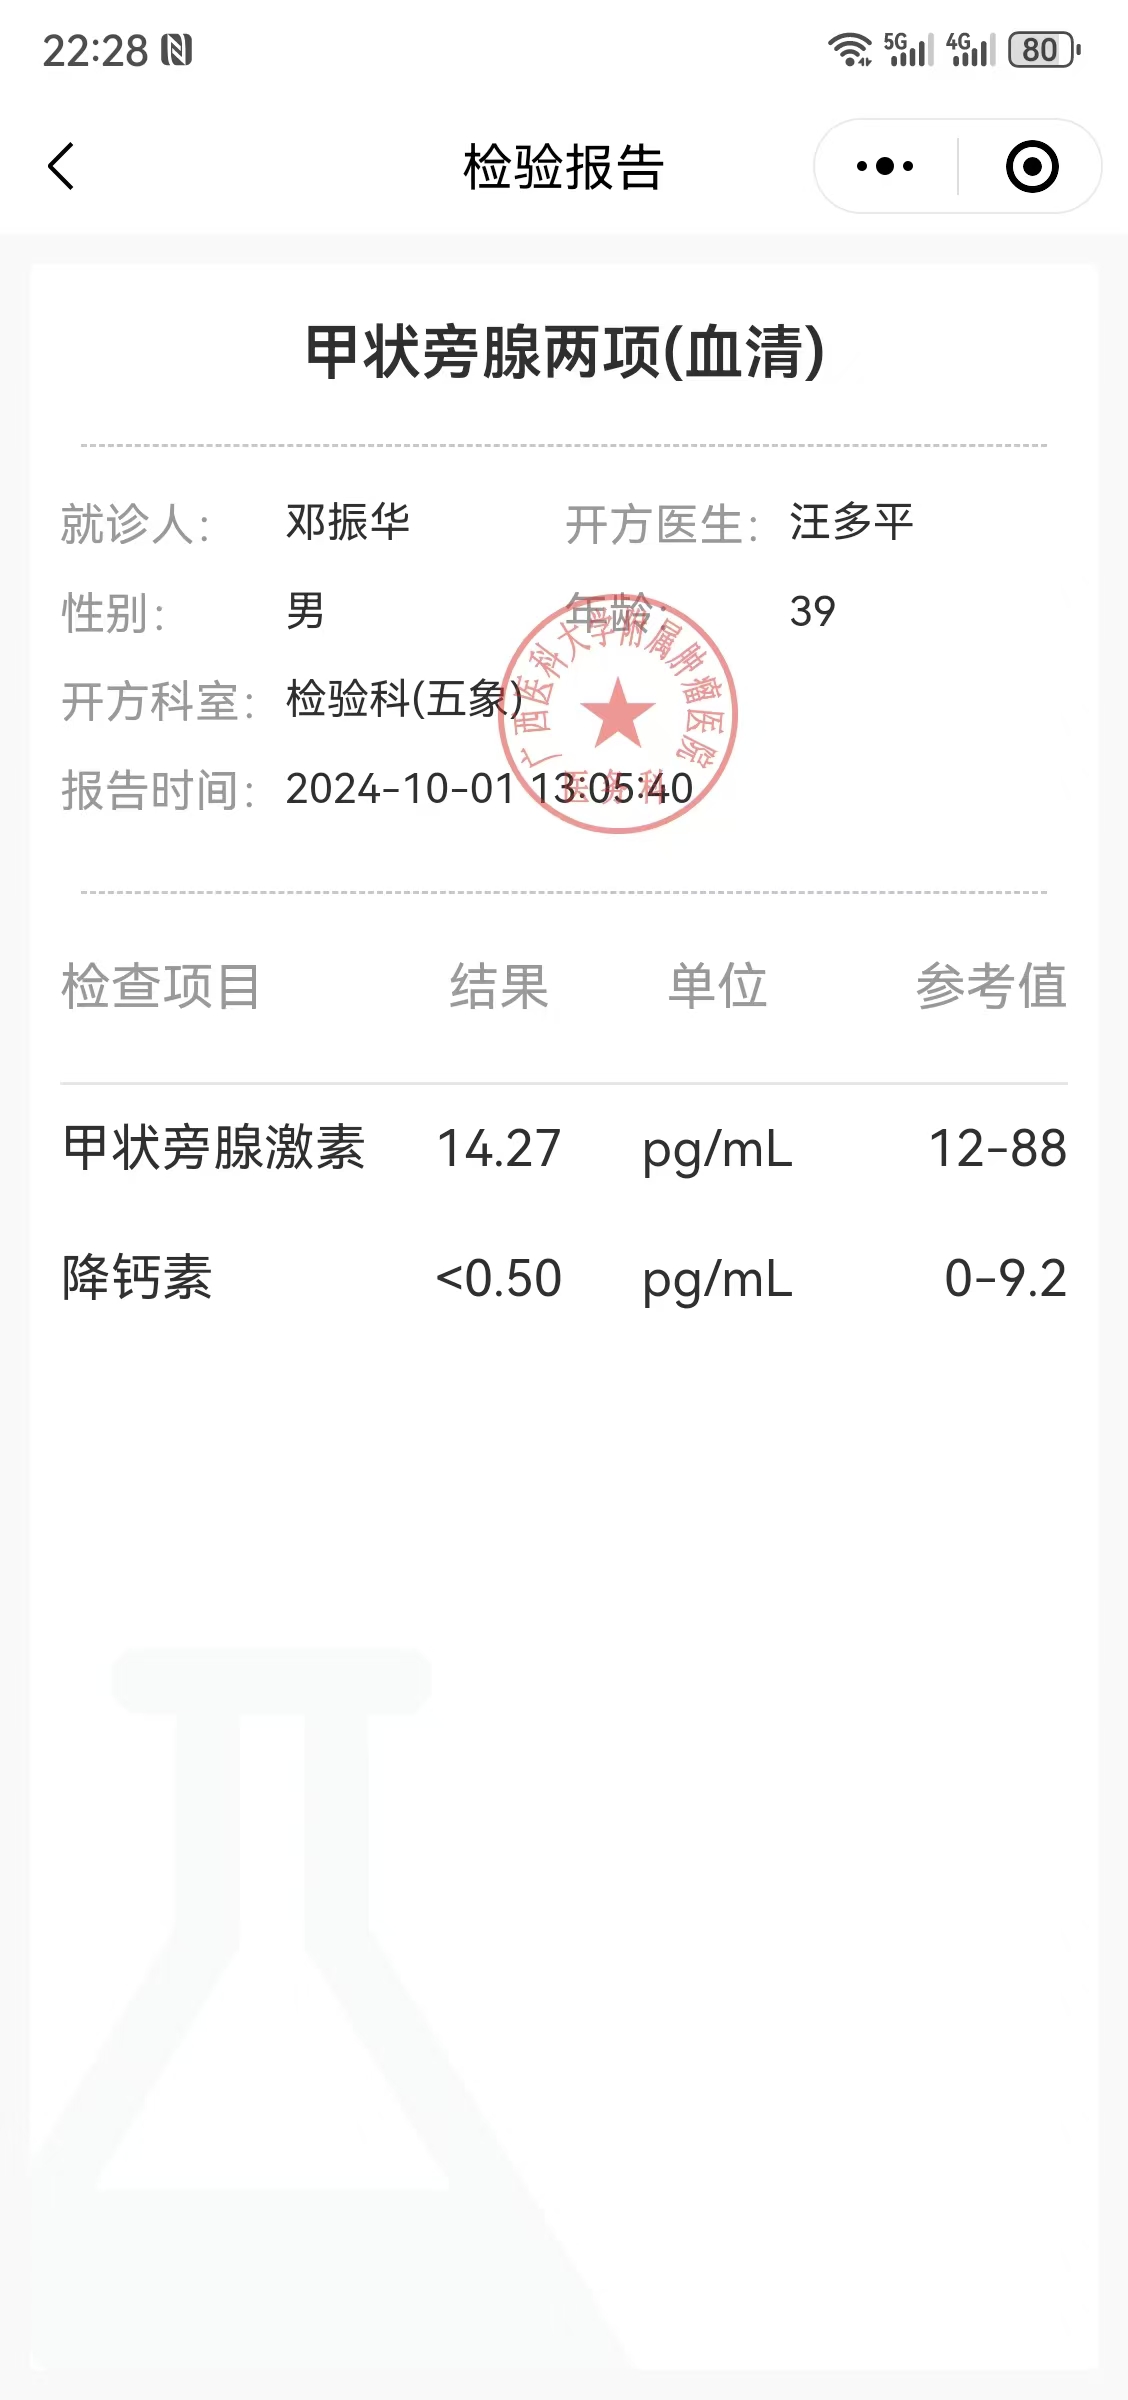 22:28
5G 4G 80
检验报告
甲状旁腺两项(血清)
就诊人： 邓振华 开方医生： 汪多平
性别： 男 年龄： 39
开方科室： 检验科(五象)
报告时间： 2024-10-01 13:05:40
广西医科大学附属肿瘤医院
医务科
检查项目 结果 单位 参考值
甲状旁腺激素 14.27 pg/mL 12-88
降钙素 <0.50 pg/mL 0-9.2